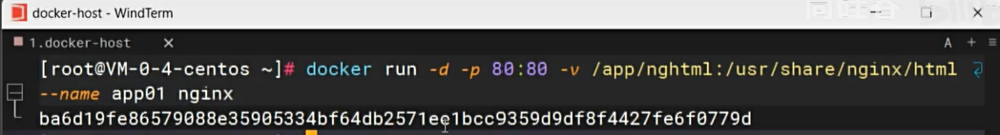 docker-host - WindTerm
1.docker-host
A
[root@VM-0-4-centos ~]# docker run -d -p 80:80 -v /app/nghtml:/usr/share/nginx/html
--name app01 nginx
ba6d19fe86579088e35905334bf64db2571ee1bcc9359d9df8f4427fe6f0779d